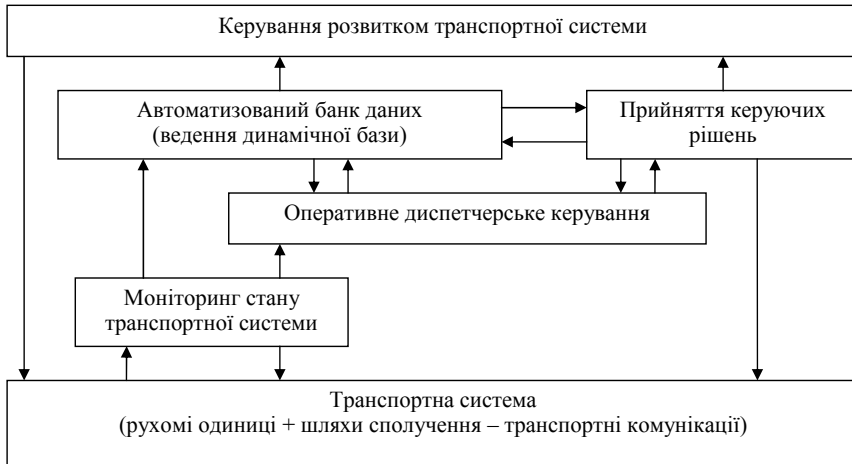 Керування розвитком транспортної системи
Автоматизований банк даних
(ведення динамічної бази)
Прийняття керуючих
рішень
Оперативне диспетчерське керування
Моніторинг стану
транспортної системи
Транспортна система
(рухомі одиниці + шляхи сполучення – транспортні комунікації)